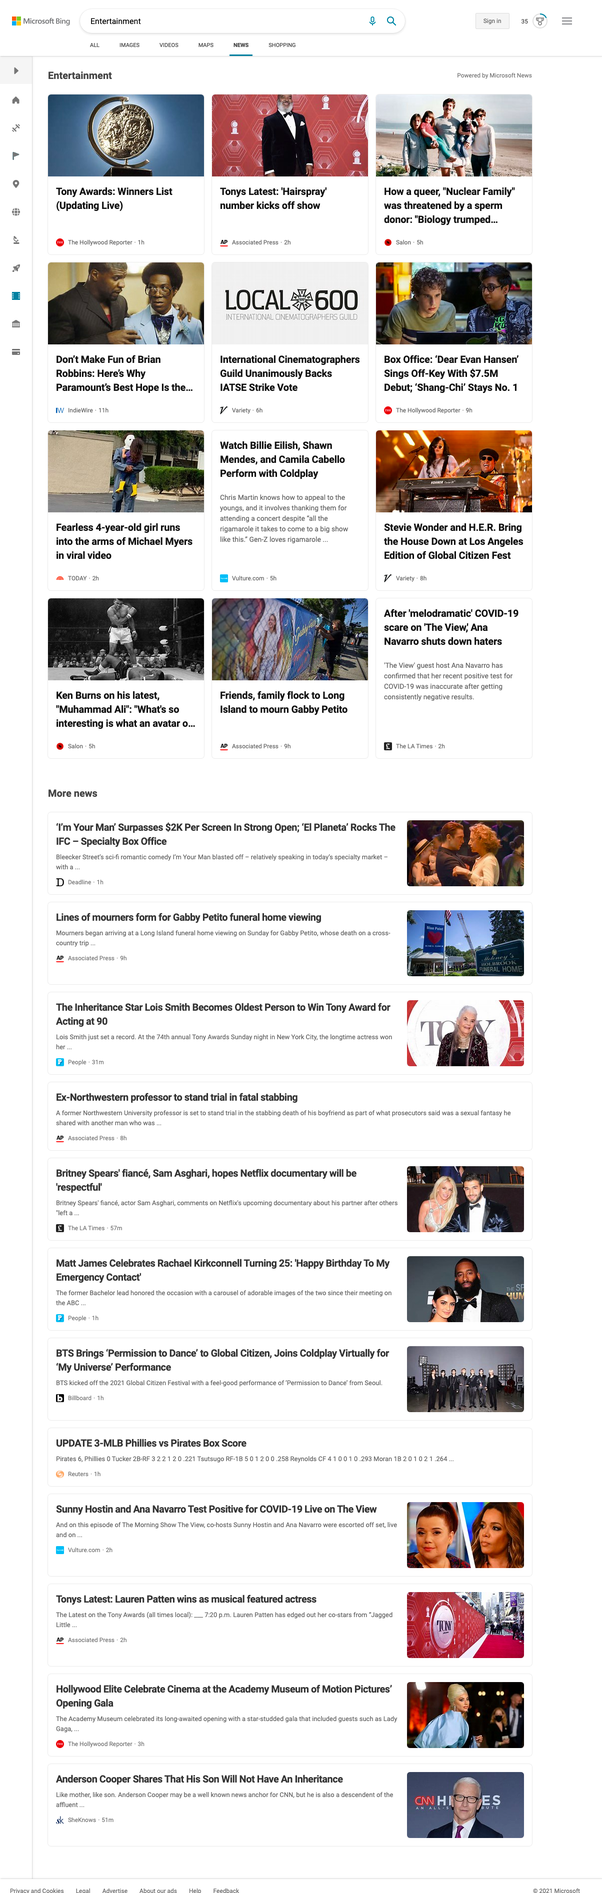 Microsoft Bing
Entertainment
Sign in
35
ALL
IMAGES
VIDEOS
MAPS
NEWS
SHOPPING
Entertainment
Powered by Microsoft News
Tony Awards: Winners List
(Updating Live)
The Hollywood Reporter · 1h
Tonys Latest: 'Hairspray'
number kicks off show
AP Associated Press · 2h
How a queer, "Nuclear Family"
was threatened by a sperm
donor: "Biology trumped...
Salon · 5h
Don't Make Fun of Brian
Robbins: Here's Why
Paramount's Best Hope Is the...
IndieWire · 11h
LOCAL 600
INTERNATIONAL CINEMATOGRAPHERS GUILD
International Cinematographers
Guild Unanimously Backs
IATSE Strike Vote
Variety · 6h
Box Office: 'Dear Evan Hansen'
Sings Off-Key With $7.5M
Debut; 'Shang-Chi' Stays No. 1
The Hollywood Reporter · 9h
Fearless 4-year-old girl runs
into the arms of Michael Myers
in viral video
TODAY · 2h
Watch Billie Eilish, Shawn
Mendes, and Camila Cabello
Perform with Coldplay
Chris Martin knows how to appeal to the
youngs, and it involves thanking them for
attending a concert despite "all the
rigamarole it takes to come to a big show
like this." Gen-Z loves rigamarole ...
Vulture.com · 5h
Stevie Wonder and H.E.R. Bring
the House Down at Los Angeles
Edition of Global Citizen Fest
Variety · 8h
Ken Burns on his latest,
"Muhammad Ali": "What's so
interesting is what an avatar o...
Salon · 5h
Friends, family flock to Long
Island to mourn Gabby Petito
AP Associated Press · 9h
After 'melodramatic' COVID-19
scare on 'The View,' Ana
Navarro shuts down haters
'The View' guest host Ana Navarro has
confirmed that her recent positive test for
COVID-19 was inaccurate after getting
consistently negative results.
The LA Times · 2h
More news
'I'm Your Man' Surpasses $2K Per Screen In Strong Open; 'El Planeta' Rocks The
IFC – Specialty Box Office
Bleecker Street's sci-fi romantic comedy I'm Your Man blasted off – relatively speaking in today's specialty market –
with a ...
Deadline · 1h
Lines of mourners form for Gabby Petito funeral home viewing
Mourners began arriving at a Long Island funeral home viewing on Sunday for Gabby Petito, whose death on a cross-
country trip ...
AP Associated Press · 9h
FUNERAL HOME
The Inheritance Star Lois Smith Becomes Oldest Person to Win Tony Award for
Acting at 90
Lois Smith just set a record. At the 74th annual Tony Awards Sunday night in New York City, the longtime actress won
her ...
People · 31m
Ex-Northwestern professor to stand trial in fatal stabbing
A former Northwestern University professor is set to stand trial in the stabbing death of his boyfriend as part of what prosecutors said was a sexual fantasy he
shared with another man who was ...
AP Associated Press · 8h
Britney Spears' fiancé, Sam Asghari, hopes Netflix documentary will be
'respectful'
Britney Spears' fiancé, actor Sam Asghari, comments on Netflix's upcoming documentary about his partner after others
"left a ...
The LA Times · 57m
Matt James Celebrates Rachael Kirkconnell Turning 25: 'Happy Birthday To My
Emergency Contact'
The former Bachelor lead honored the occasion with a carousel of adorable images of the two since their meeting on
the ABC ...
People · 1h
BTS Brings 'Permission to Dance' to Global Citizen, Joins Coldplay Virtually for
'My Universe' Performance
BTS kicked off the 2021 Global Citizen Festival with a feel-good performance of 'Permission to Dance' from Seoul.
Billboard · 1h
UPDATE 3-MLB Phillies vs Pirates Box Score
Pirates 6, Phillies 0 Tucker 2B-RF 3 2 2 1 2 0 .221 Tsutsugo RF-1B 5 0 1 2 0 0 .258 Reynolds CF 4 1 0 0 1 0 .293 Moran 1B 2 0 1 0 2 1 .264 ...
Reuters · 1h
Sunny Hostin and Ana Navarro Test Positive for COVID-19 Live on The View
And on this episode of The Morning Show The View, co-hosts Sunny Hostin and Ana Navarro were escorted off set, live
and on ...
Vulture.com · 2h
Tonys Latest: Lauren Patten wins as musical featured actress
The Latest on the Tony Awards (all times local): ___ 7:20 p.m. Lauren Patten has edged out her co-stars from "Jagged
Little ...
AP Associated Press · 2h
TONY
Hollywood Elite Celebrate Cinema at the Academy Museum of Motion Pictures'
Opening Gala
The Academy Museum celebrated its long-awaited opening with a star-studded gala that included guests such as Lady
Gaga, ...
The Hollywood Reporter · 3h
Anderson Cooper Shares That His Son Will Not Have An Inheritance
Like mother, like son. Anderson Cooper may be a well known news anchor for CNN, but he is also a descendent of the
affluent ...
SheKnows · 51m
CNN
Privacy and Cookies
Legal
Advertise
About our ads
Help
Feedback
© 2021 Microsoft